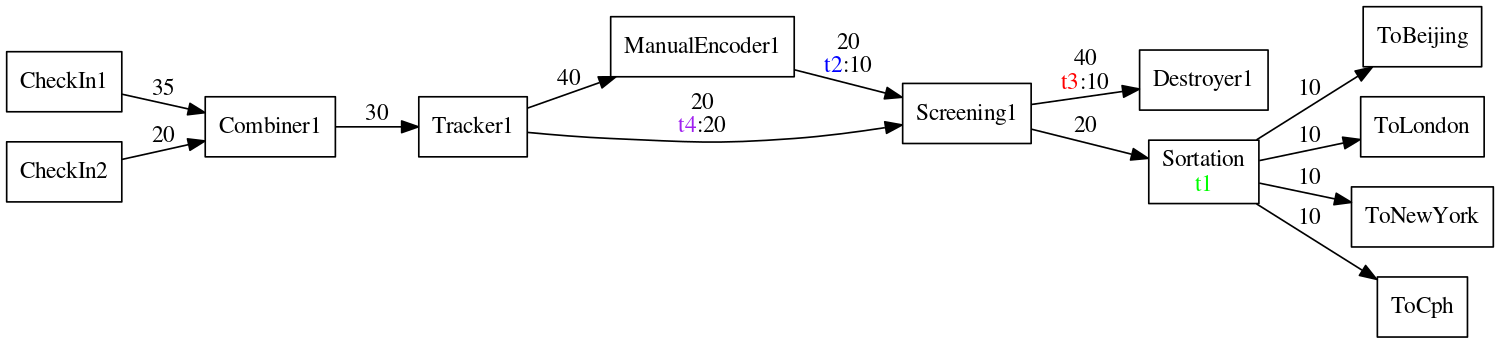 CheckIn1
CheckIn2
35
20
Combiner1
30
Tracker1
40
20
t4:20
ManualEncoder1
20
t2:10
Screening1
40
t3:10
20
Destroyer1
Sortation
t1
10
10
10
10
ToBeijing
ToLondon
ToNewYork
ToCph